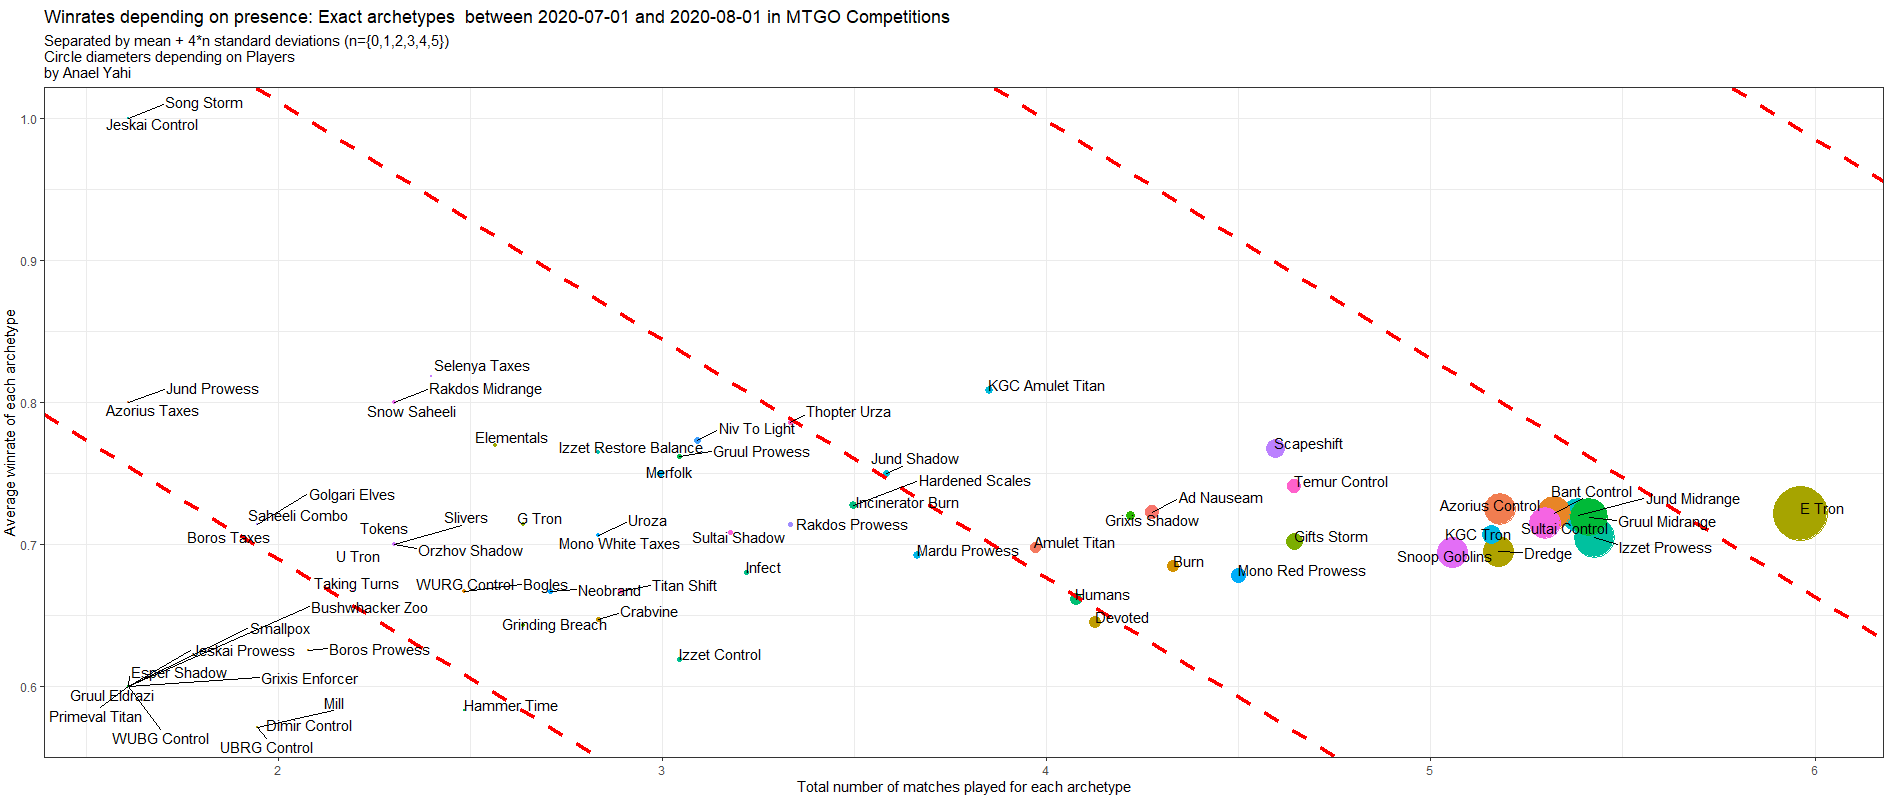 Winrates depending on presence: Exact archetypes  between 2020-07-01 and 2020-08-01 in MTGO Competitions
Separated by mean + 4*n standard deviations (n={0,1,2,3,4,5})
Circle diameters depending on Players
by Anael Yahi
Average winrate of each archetype
1.0
0.9
0.8
0.7
0.6
Song Storm
Jeskai Control
Selenya Taxes
Jund Prowess
Rakdos Midrange
KGC Amulet Titan
Azorius Taxes
Snow Saheeli
Thopter Urza
Niv To Light
Elementals
Izzet Restore Balance
Gruul Prowess
Scapeshift
Jund Shadow
Merfolk
Hardened Scales
Temur Control
Golgari Elves
Incinerator Burn
Ad Nauseam
Bant Control
Jund Midrange
Azorius Control
E Tron
Saheeli Combo
Slivers
G Tron
Uroza
Rakdos Prowess
Grixis Shadow
Gruul Midrange
Tokens
Sultai Control
Boros Taxes
Mono White Taxes
Sultai Shadow
Gifts Storm
KGC Tron
U Tron
Orzhov Shadow
Mardu Prowess
Amulet Titan
Izzet Prowess
Snoop Goblins
Dredge
Infect
Burn
Mono Red Prowess
Taking Turns
WURG Control
Bogles
Neobrand
Titan Shift
Humans
Bushwhacker Zoo
Crabvine
Devoted
Smallpox
Grinding Breach
Jeskai Prowess
Boros Prowess
Izzet Control
Esper Shadow
Grixis Enforcer
Gruul Eldrazi
Mill
Hammer Time
Primeval Titan
Dimir Control
WUBG Control
UBRG Control
2
3
4
5
6
Total number of matches played for each archetype